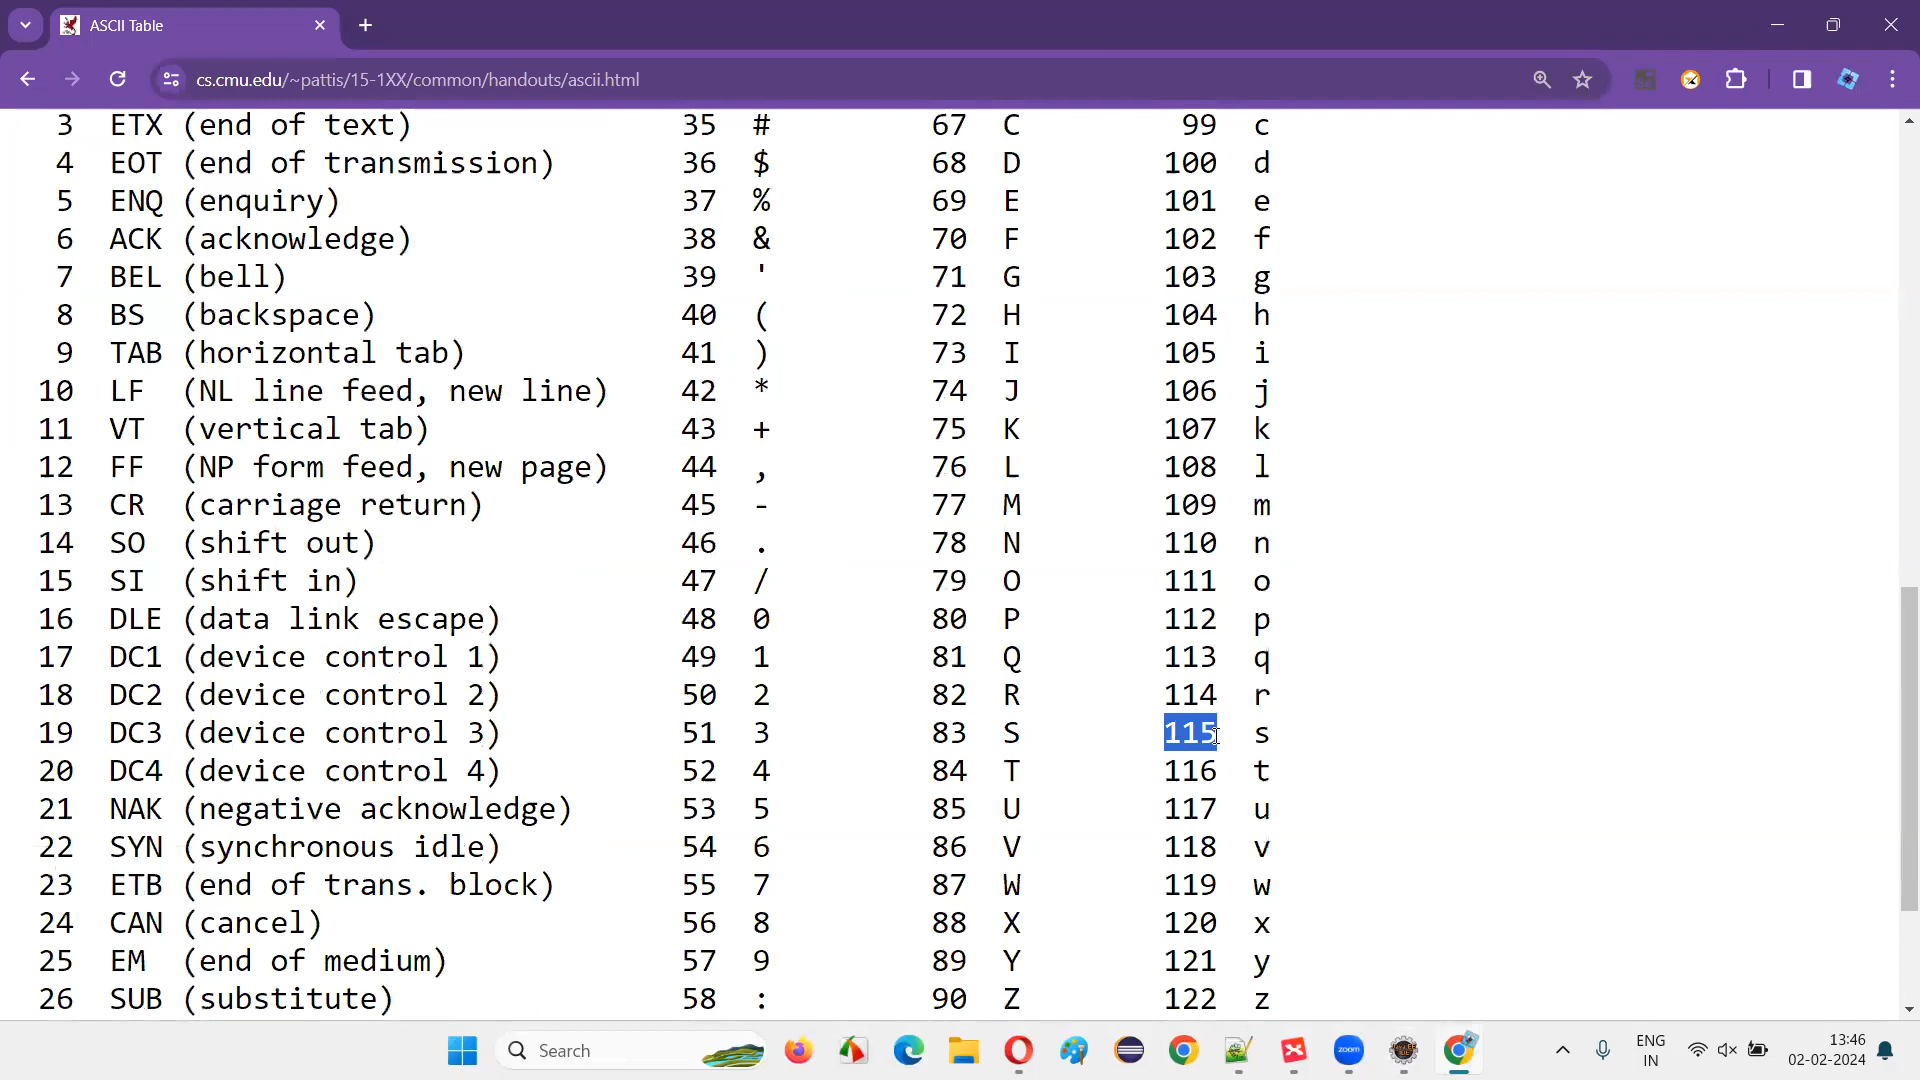 ASCII Table
cs.cmu.edu/~pattis/15-1XX/common/handouts/ascii.html
3 ETX (end of text) 35 # 67 C 99 c
4 EOT (end of transmission) 36 $ 68 D 100 d
5 ENQ (enquiry) 37 % 69 E 101 e
6 ACK (acknowledge) 38 & 70 F 102 f
7 BEL (bell) 39 ' 71 G 103 g
8 BS (backspace) 40 ( 72 H 104 h
9 TAB (horizontal tab) 41 ) 73 I 105 i
10 LF (NL line feed, new line) 42 * 74 J 106 j
11 VT (vertical tab) 43 + 75 K 107 k
12 FF (NP form feed, new page) 44 , 76 L 108 l
13 CR (carriage return) 45 - 77 M 109 m
14 SO (shift out) 46 . 78 N 110 n
15 SI (shift in) 47 / 79 O 111 o
16 DLE (data link escape) 48 0 80 P 112 p
17 DC1 (device control 1) 49 1 81 Q 113 q
18 DC2 (device control 2) 50 2 82 R 114 r
19 DC3 (device control 3) 51 3 83 S 115 s
20 DC4 (device control 4) 52 4 84 T 116 t
21 NAK (negative acknowledge) 53 5 85 U 117 u
22 SYN (synchronous idle) 54 6 86 V 118 v
23 ETB (end of trans. block) 55 7 87 W 119 w
24 CAN (cancel) 56 8 88 X 120 x
25 EM (end of medium) 57 9 89 Y 121 y
26 SUB (substitute) 58 : 90 Z 122 z
Search
zoom
ENG
IN
13:46
02-02-2024